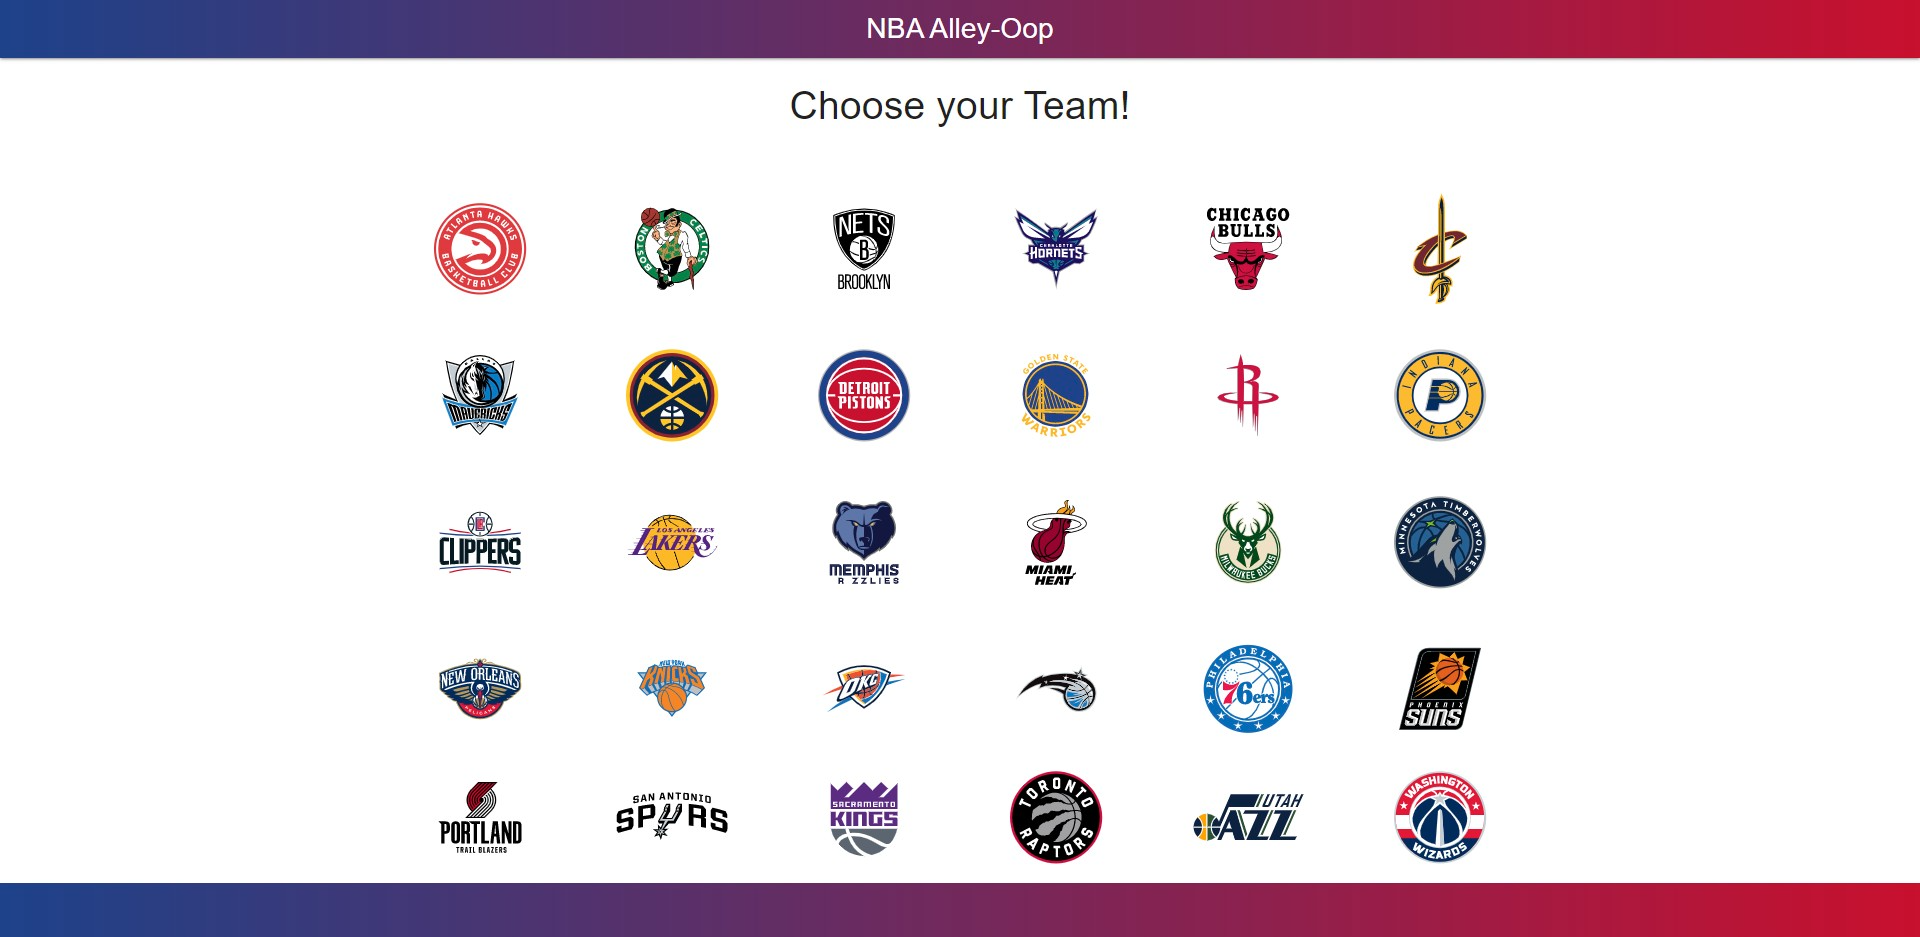 NBA Alley-Oop
Choose your Team!
ATLANTA HAWKS
BASKETBALL CLUB
BOSTON CELTICS
NETS
B
BROOKLYN
CHARLOTTE
HORNETS
CHICAGO
BULLS
C
MAVERICKS
DETROIT
PISTONS
GOLDEN STATE
WARRIORS
R
INDIANA
P
PACERS
CLIPPERS
LOS ANGELES
LAKERS
MEMPHIS
R ZZLIES
MIAMI
HEAT
MILWAUKEE BUCKS
MINNESOTA TIMBERWOLVES
NEW ORLEANS
PELICANS
NEW YORK
KNICKS
OKC
PHILADELPHIA
76ers
PHOENIX
SUNS
PORTLAND
TRAIL BLAZERS
SAN ANTONIO
SPURS
SACRAMENTO
KINGS
TORONTO
RAPTORS
UTAH
JAZZ
WASHINGTON
WIZARDS